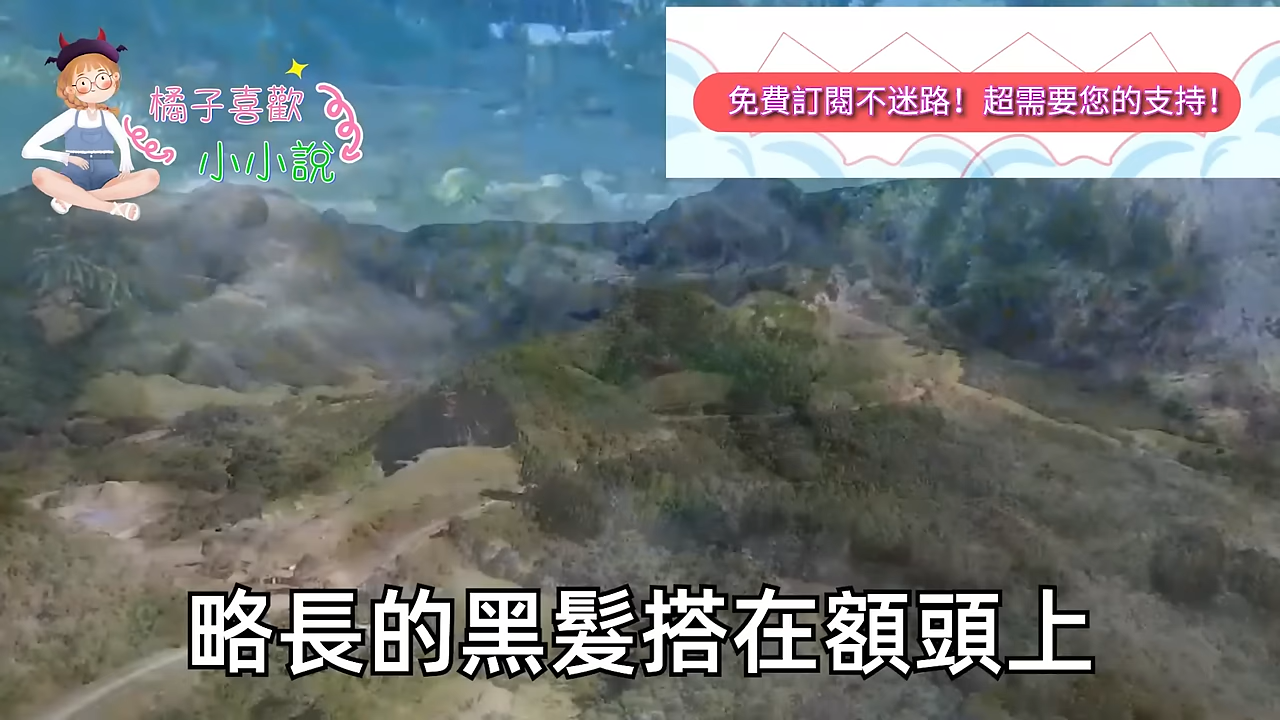 橘子喜歡
小小說
免費訂閱不迷路！超需要您的支持！
略長的黑髮搭在額頭上